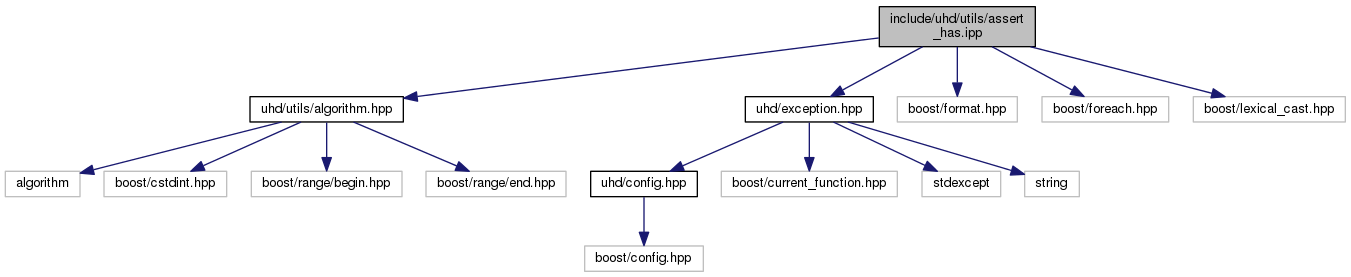 include/uhd/utils/assert
_has.ipp
uhd/utils/algorithm.hpp
uhd/exception.hpp
boost/format.hpp
boost/foreach.hpp
boost/lexical_cast.hpp
algorithm
boost/cstdint.hpp
boost/range/begin.hpp
boost/range/end.hpp
uhd/config.hpp
boost/current_function.hpp
stdexcept
string
boost/config.hpp